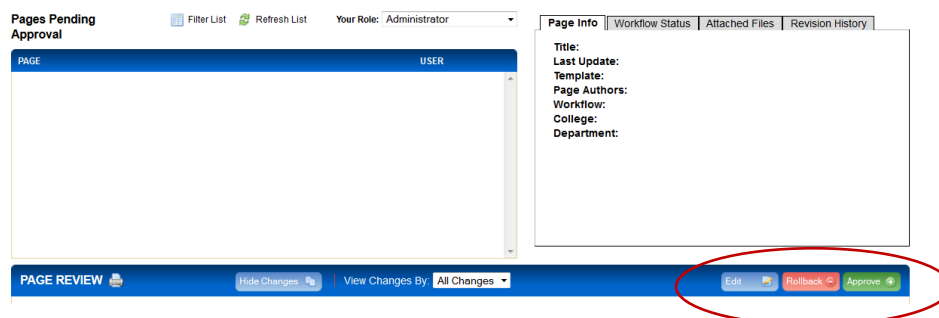 Pages Pending Approval
Filter List Refresh List Your Role: Administrator
PAGE USER
Page Info Workflow Status Attached Files Revision History
Title:
Last Update:
Template:
Page Authors:
Workflow:
College:
Department:
PAGE REVIEW Hide Changes View Changes By: All Changes Edit Rollback Approve